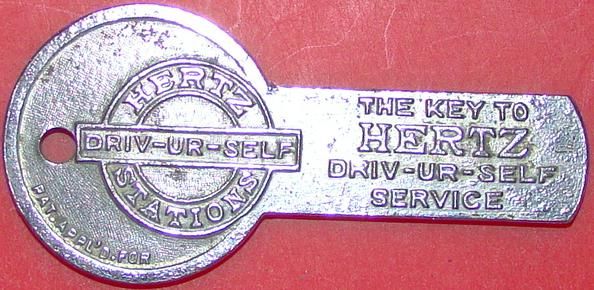 HERTZ
DRIV-UR-SELF
STATIONS
PAT. APPL'D. FOR
THE KEY TO
HERTZ
DRIV-UR-SELF
SERVICE